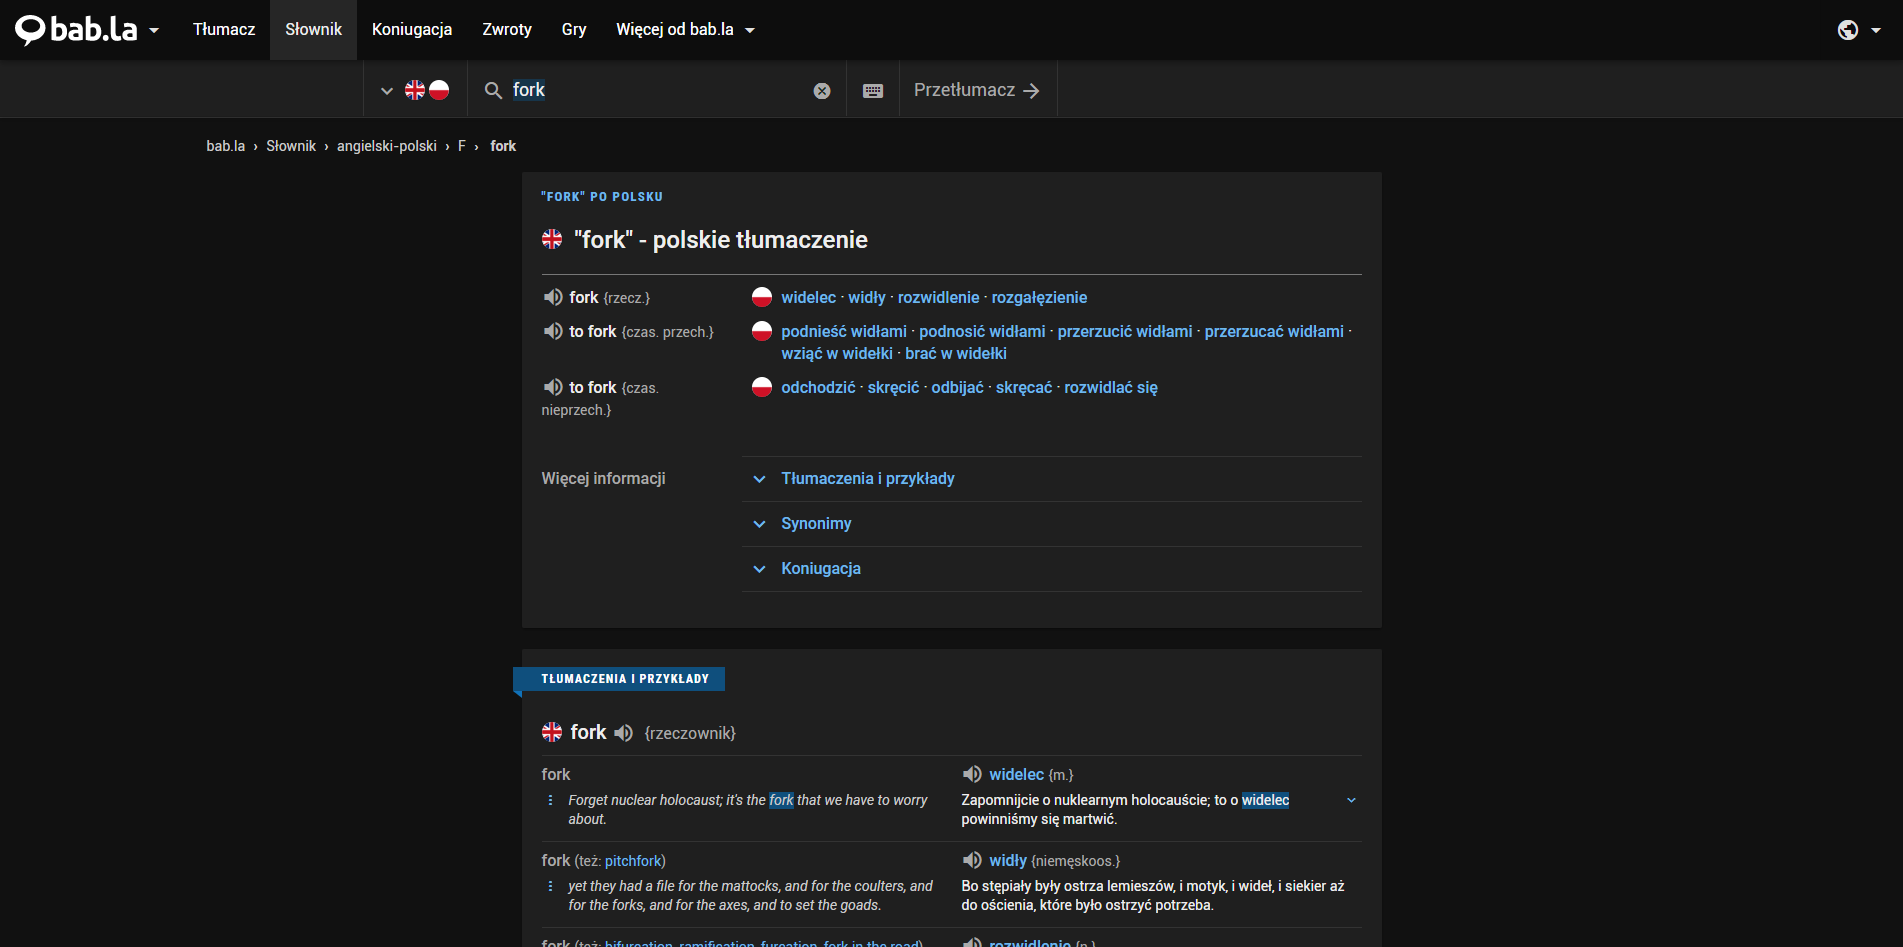 bab.la
Tłumacz
Słownik
Koniugacja
Zwroty
Gry
Więcej od bab.la
fork
Przetłumacz
bab.la › Słownik › angielski-polski › F › fork
"FORK" PO POLSKU
"fork" - polskie tłumaczenie
fork {rzecz.}
widelec · widły · rozwidlenie · rozgałęzienie
to fork {czas. przech.}
podnieść widłami · podnosić widłami · przerzucić widłami · przerzucać widłami ·
wziąć w widełki · brać w widełki
to fork {czas.
nieprzech.}
odchodzić · skręcić · odbijać · skręcać · rozwidlać się
Więcej informacji
Tłumaczenia i przykłady
Synonimy
Koniugacja
TŁUMACZENIA I PRZYKŁADY
fork {rzeczownik}
fork
widelec {m.}
Forget nuclear holocaust; it's the fork that we have to worry
about.
Zapomnijcie o nuklearnym holocauście; to o widelec
powinniśmy się martwić.
fork (też: pitchfork)
widły {niemęskoos.}
yet they had a file for the mattocks, and for the coulters, and
for the forks, and for the axes, and to set the goads.
Bo stępiały były ostrza lemieszów, i motyk, i wideł, i siekier aż
do ościenia, które było ostrzyć potrzeba.
fork (też: bifurcation, ramification, furcation, fork in the road)
rozwidlenie {n.}